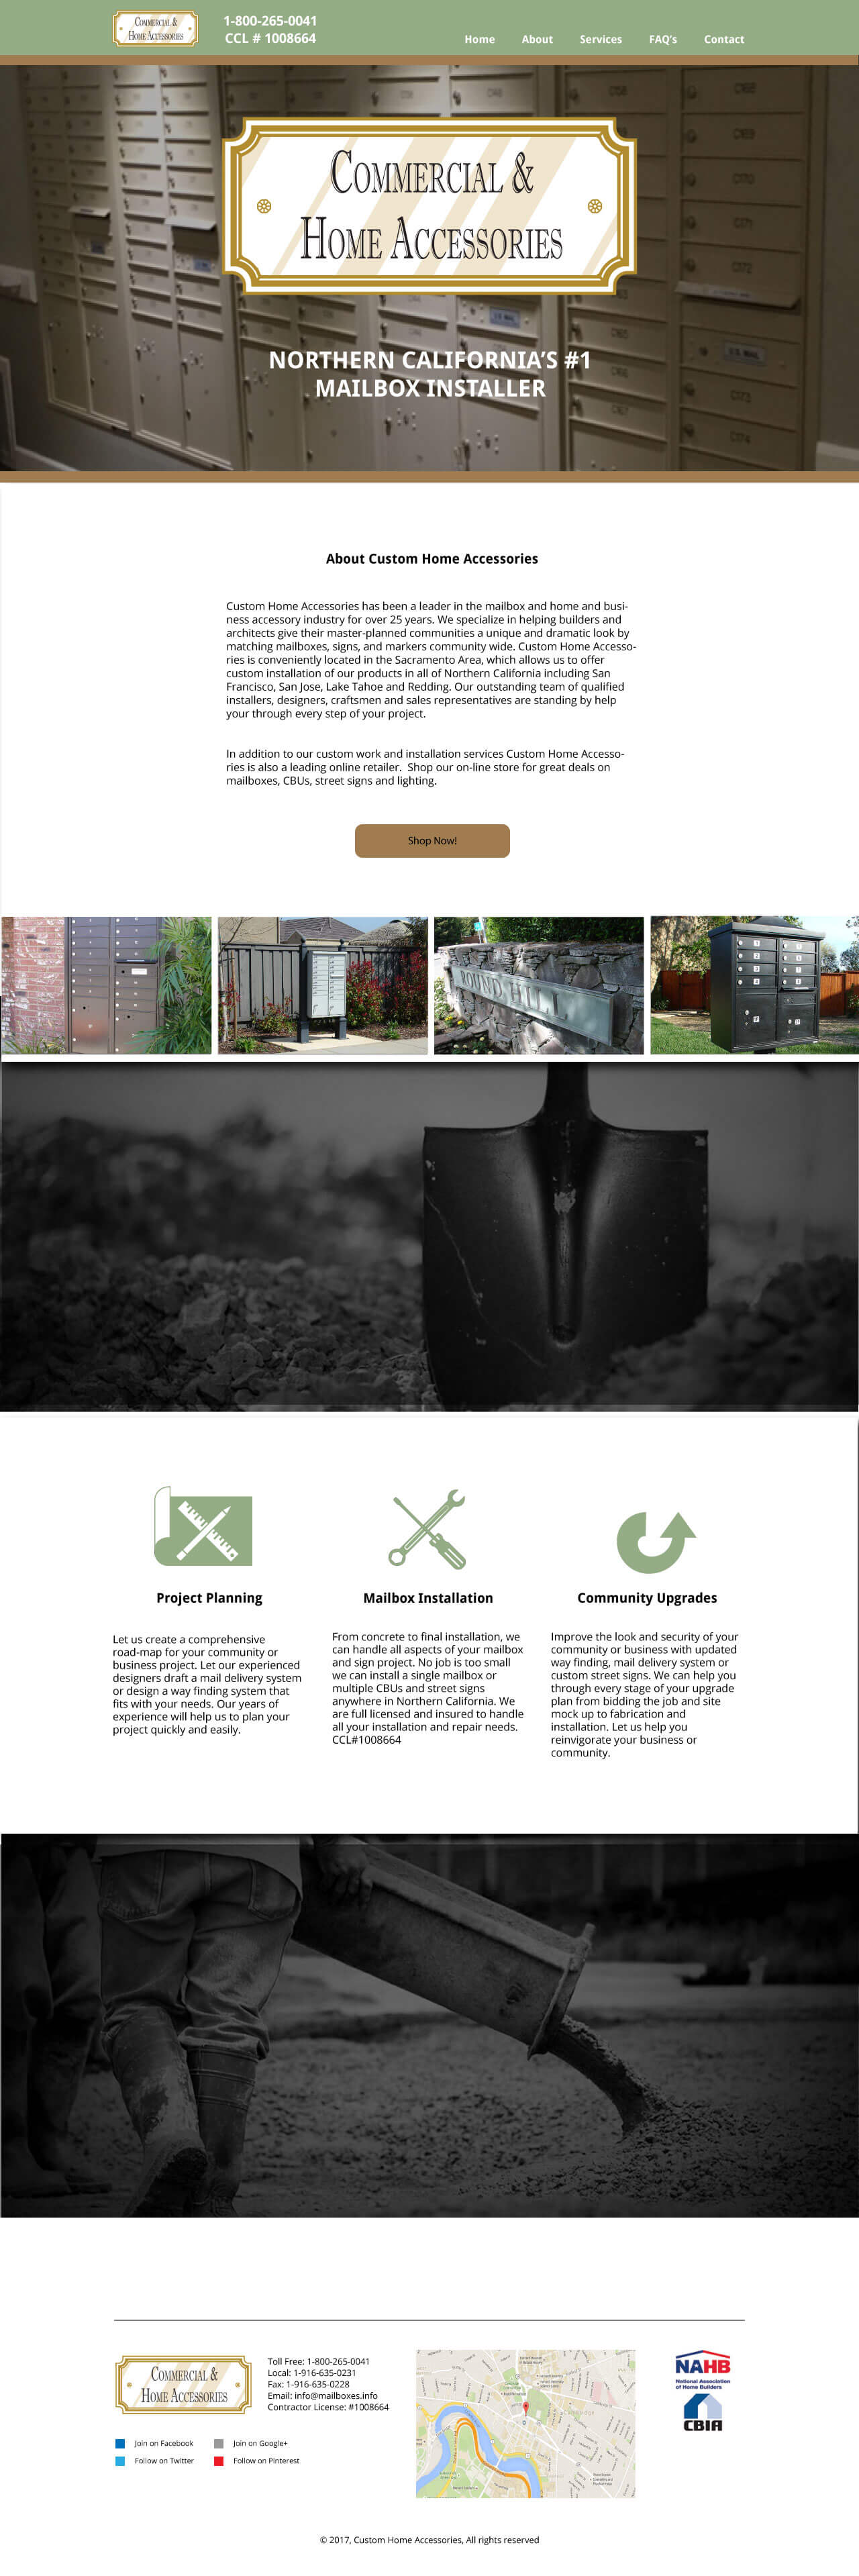 COMMERCIAL &
HOME ACCESSORIES
1-800-265-0041
CCL # 1008664
Home About Services FAQ's Contact
COMMERCIAL &
HOME ACCESSORIES
NORTHERN CALIFORNIA'S #1
MAILBOX INSTALLER
About Custom Home Accessories
Custom Home Accessories has been a leader in the mailbox and home and busi-
ness accessory industry for over 25 years. We specialize in helping builders and
architects give their master-planned communities a unique and dramatic look by
matching mailboxes, signs, and markers community wide. Custom Home Accesso-
ries is conveniently located in the Sacramento Area, which allows us to offer
custom installation of our products in all of Northern California including San
Francisco, San Jose, Lake Tahoe and Redding. Our outstanding team of qualified
installers, designers, craftsmen and sales representatives are standing by help
your through every step of your project.
In addition to our custom work and installation services Custom Home Accesso-
ries is also a leading online retailer. Shop our on-line store for great deals on
mailboxes, CBUs, street signs and lighting.
Shop Now!
ROUND HILL
Project Planning
Let us create a comprehensive
road-map for your community or
business project. Let our experienced
designers draft a mail delivery system
or design a way finding system that
fits with your needs. Our years of
experience will help us to plan your
project quickly and easily.
Mailbox Installation
From concrete to final installation, we
can handle all aspects of your mailbox
and sign project. No job is too small
we can install a single mailbox or
multiple CBUs and street signs
anywhere in Northern California. We
are full licensed and insured to handle
all your installation and repair needs.
CCL#1008664
Community Upgrades
Improve the look and security of your
community or business with updated
way finding, mail delivery system or
custom street signs. We can help you
through every stage of your upgrade
plan from bidding the job and site
mock up to fabrication and
installation. Let us help you
reinvigorate your business or
community.
COMMERCIAL &
HOME ACCESSORIES
Toll Free: 1-800-265-0041
Local: 1-916-635-0231
Fax: 1-916-635-0228
Email: info@mailboxes.info
Contractor License: #1008664
Join on Facebook
Join on Google+
Follow on Twitter
Follow on Pinterest
NAHB
National Association
of Home Builders
CBIA
© 2017, Custom Home Accessories, All rights reserved